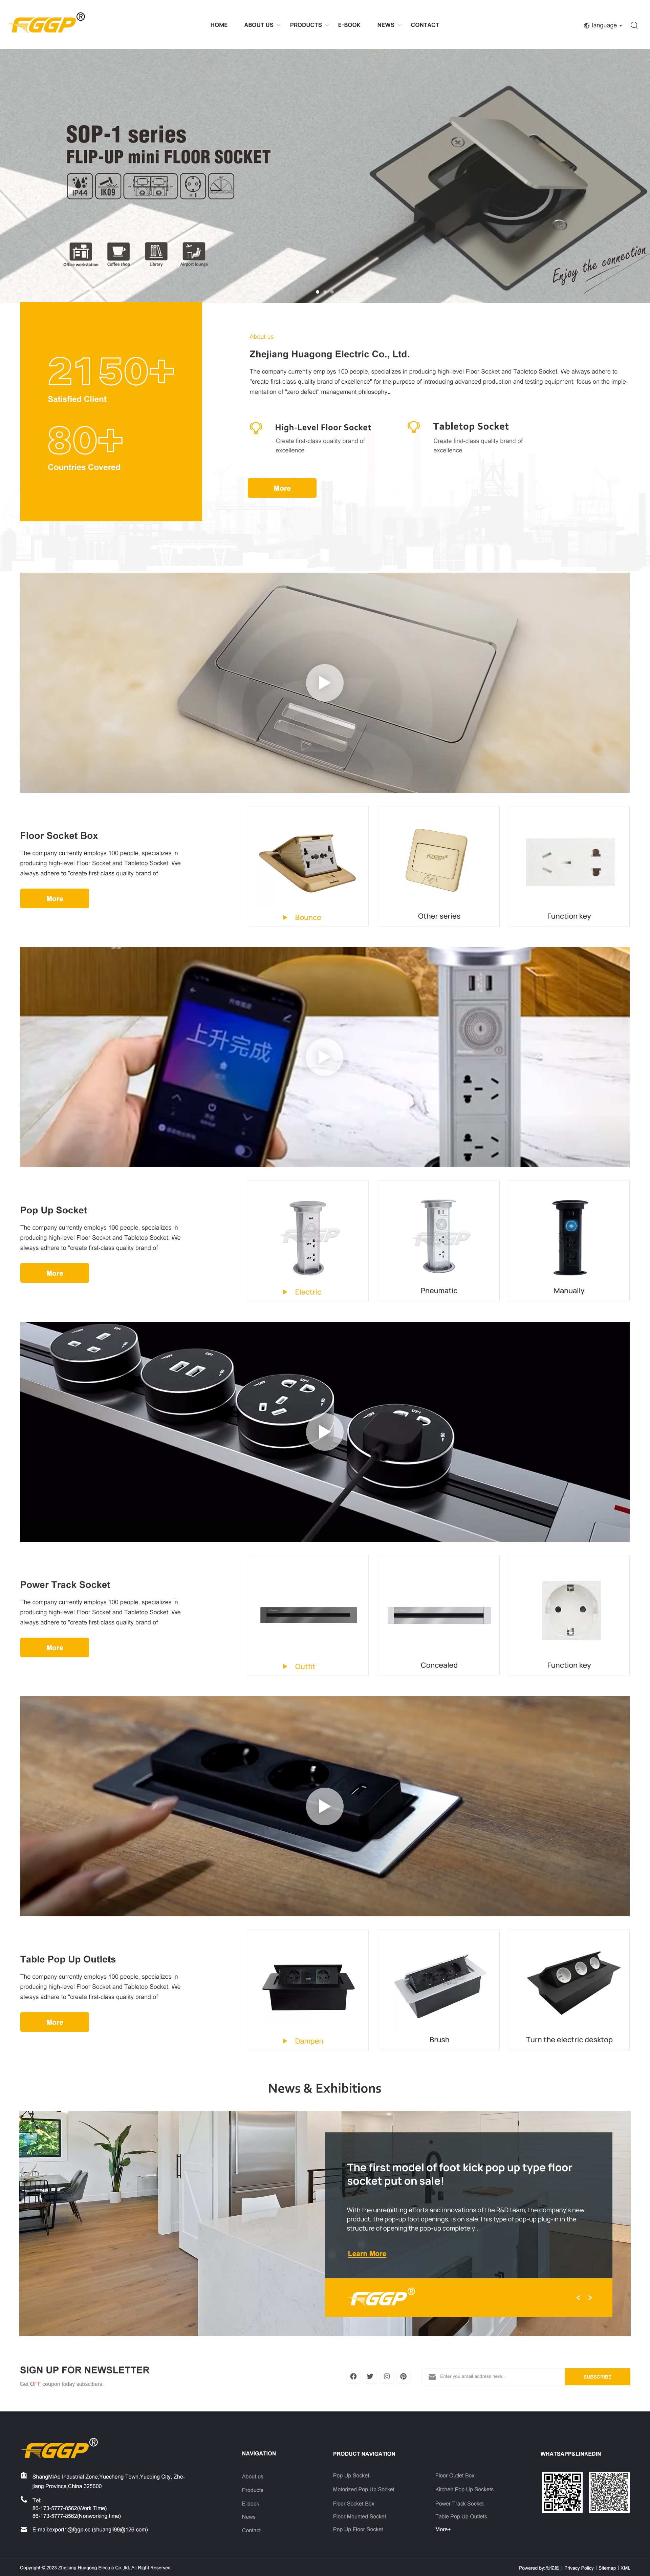 FGGP®
HOME ABOUT US PRODUCTS E-BOOK NEWS CONTACT
language
SOP-1 series
FLIP-UP mini FLOOR SOCKET
IP44 IK09
Office workstation Coffee shop Library Airport lounge
Enjoy the connection
2150+
Satisfied Client
80+
Countries Covered
About us
Zhejiang Huagong Electric Co., Ltd.
The company currently employs 100 people, specializes in producing high-level Floor Socket and Tabletop Socket. We always adhere to
"create first-class quality brand of excellence" for the purpose of introducing advanced production and testing equipment; focus on the imple-
mentation of "zero defect" management philosophy...
High-Level Floor Socket
Create first-class quality brand of
excellence
Tabletop Socket
Create first-class quality brand of
excellence
More
Floor Socket Box
The company currently employs 100 people, specializes in
producing high-level Floor Socket and Tabletop Socket. We
always adhere to "create first-class quality brand of
More
FGGP
Bounce
Other series
Function key
上升完成
Pop Up Socket
The company currently employs 100 people, specializes in
producing high-level Floor Socket and Tabletop Socket. We
always adhere to "create first-class quality brand of
More
FGGP
FGGP
Electric
Pneumatic
Manually
Power Track Socket
The company currently employs 100 people, specializes in
producing high-level Floor Socket and Tabletop Socket. We
always adhere to "create first-class quality brand of
More
Outfit
Concealed
Function key
Table Pop Up Outlets
The company currently employs 100 people, specializes in
producing high-level Floor Socket and Tabletop Socket. We
always adhere to "create first-class quality brand of
More
Dampen
Brush
Turn the electric desktop
News & Exhibitions
The first model of foot kick pop up type floor
socket put on sale!
With the unremitting efforts and innovations of the R&D team, the company's new
product, the pop-up foot openings, is on sale.This type of pop-up plug-in in the
structure of opening the pop-up completely...
Learn More
FGGP®
SIGN UP FOR NEWSLETTER
Get OFF coupon today subscibers.
Enter you email address here...
SUBSCRIBE
FGGP®
ShangMiAo Industrial Zone,Yuecheng Town,Yueqing City, Zhe-
jiang Province,China 325600
Tel:
86-173-5777-8562(Work Time)
86-173-5777-8562(Nonworking time)
E-mail:export1@fggp.cc (shuangli99@126.com)
NAVIGATION
About us
Products
E-book
News
Contact
PRODUCT NAVIGATION
Pop Up Socket
Motorized Pop Up Socket
Floor Socket Box
Floor Mounted Socket
Pop Up Floor Socket
Floor Outlet Box
Kitchen Pop Up Sockets
Power Track Socket
Table Pop Up Outlets
More+
WHATSAPP&LINKEDIN
Copyright © 2023 Zhejiang Huagong Electric Co.,ltd. All Right Reserved.
Powered by:昂亿班 | Privacy Policy | Sitemap | XML